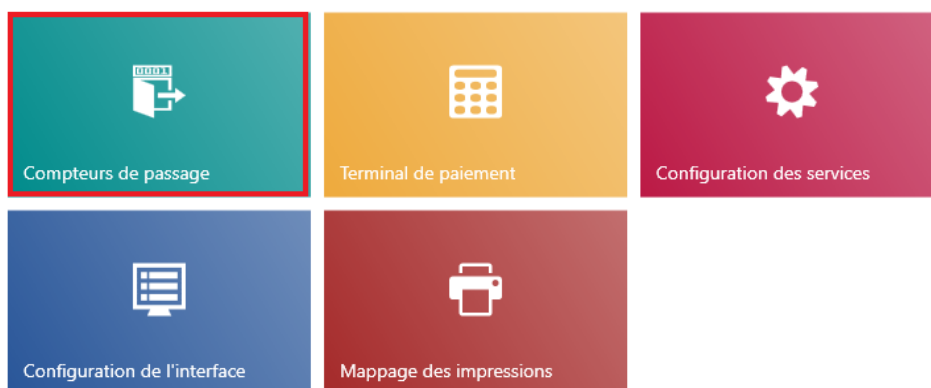 0001
Compteurs de passage
Terminal de paiement
Configuration des services
Configuration de l'interface
Mappage des impressions